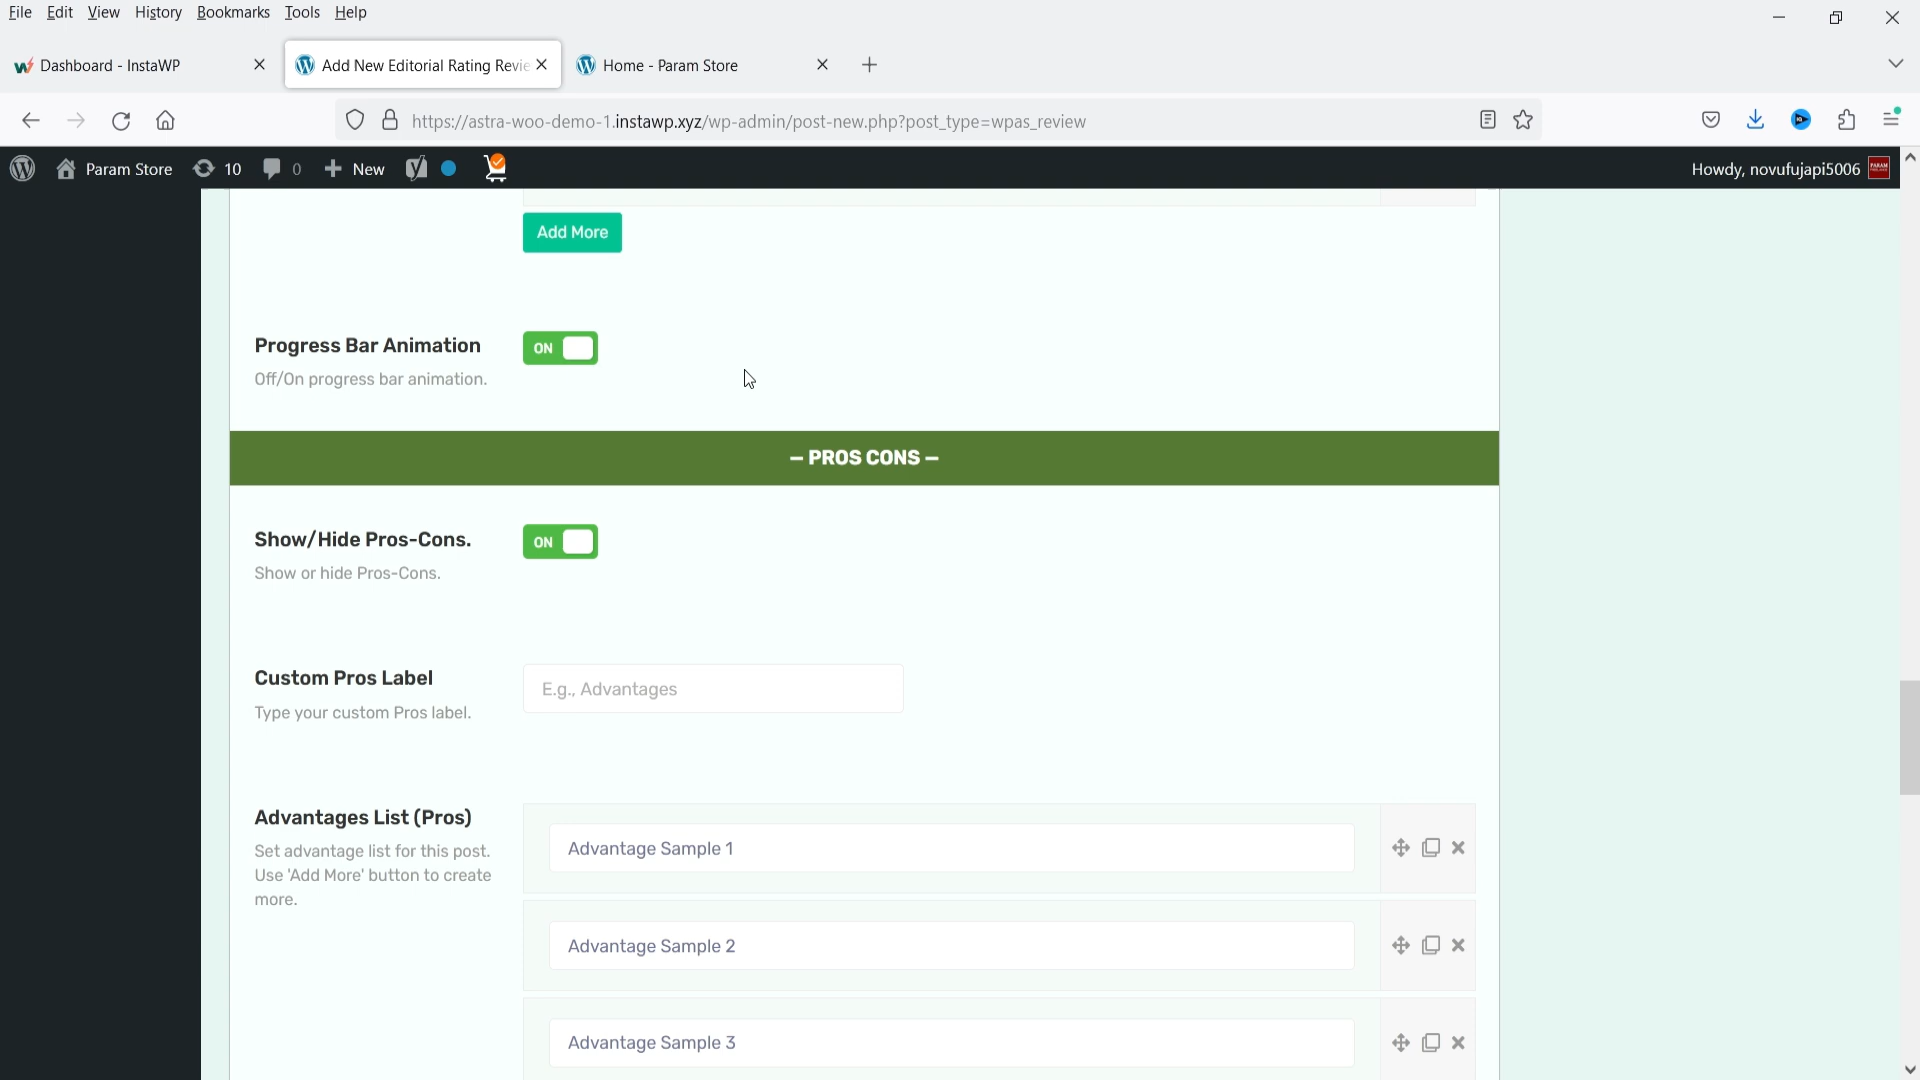 File Edit View History Bookmarks Tools Help
Dashboard - InstaWP
Add New Editorial Rating Revie
Home - Param Store
https://astra-woo-demo-1.instawp.xyz/wp-admin/post-new.php?post_type=wpas_review
Param Store 10 0 New
Howdy, novufujapi5006
Add More
Progress Bar Animation
ON
Off/On progress bar animation.
– PROS CONS –
Show/Hide Pros-Cons.
ON
Show or hide Pros-Cons.
Custom Pros Label
E.g., Advantages
Type your custom Pros label.
Advantages List (Pros)
Set advantage list for this post.
Use 'Add More' button to create
more.
Advantage Sample 1
Advantage Sample 2
Advantage Sample 3